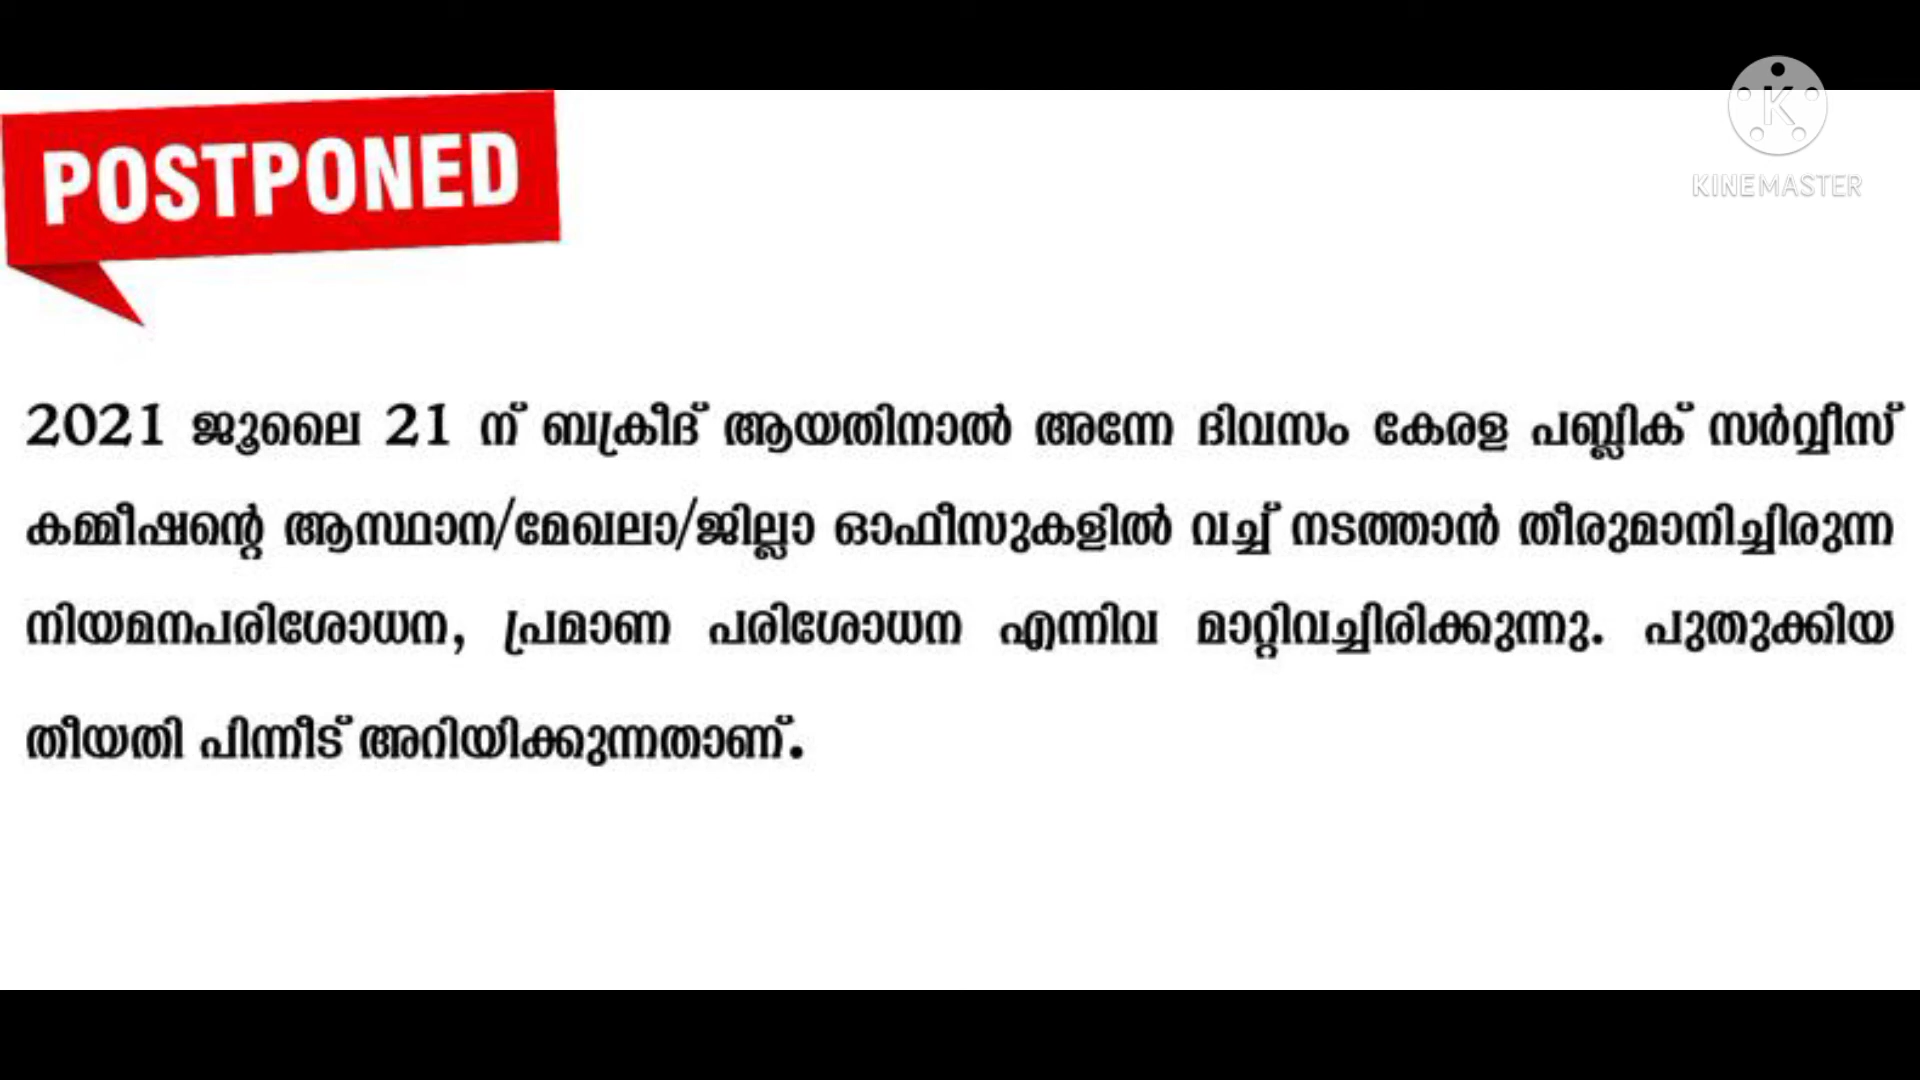 POSTPONED
KINEMASTER
2021 ജൂലൈ 21 ന് ബക്രീദ് ആയതിനാൽ അന്നേ ദിവസം കേരള പബ്ലിക് സർവ്വീസ്
കമ്മീഷന്റെ ആസ്ഥാന/മേഖലാ/ജില്ലാ ഓഫീസുകളിൽ വച്ച് നടത്താൻ തീരുമാനിച്ചിരുന്ന
നിയമനപരിശോധന, പ്രമാണ പരിശോധന എന്നിവ മാറ്റിവച്ചിരിക്കുന്നു. പുതുക്കിയ
തീയതി പിന്നീട് അറിയിക്കുന്നതാണ്.